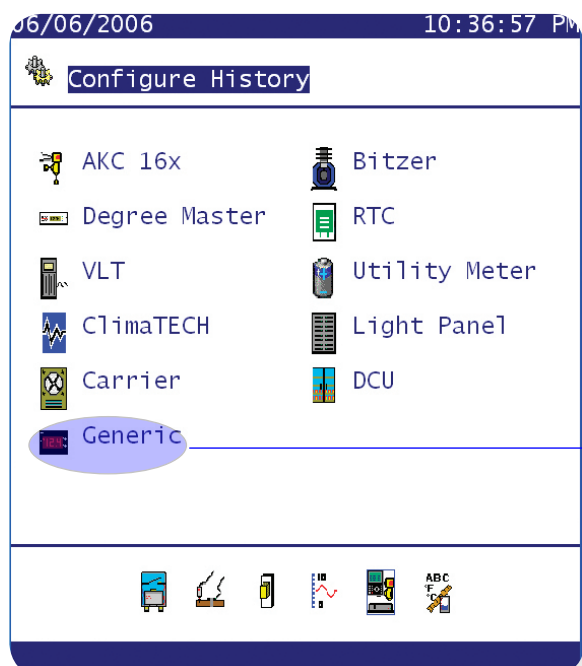 06/06/2006 10:36:57 PM
Configure History
AKC 16x
Bitzer
Degree Master
RTC
VLT
Utility Meter
ClimaTECH
Light Panel
Carrier
DCU
Generic
ABC
°F
°C